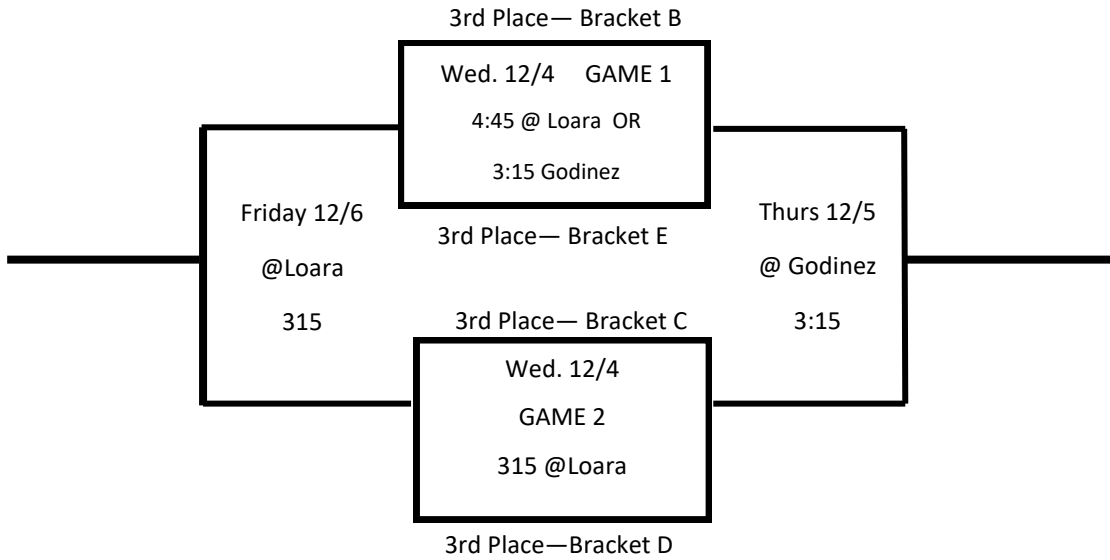 3rd Place— Bracket B
Wed. 12/4 GAME 1
4:45 @ Loara OR
3:15 Godinez
3rd Place— Bracket E
Friday 12/6
@Loara
315
Thurs 12/5
@ Godinez
3:15
3rd Place— Bracket C
Wed. 12/4
GAME 2
315 @Loara
3rd Place—Bracket D